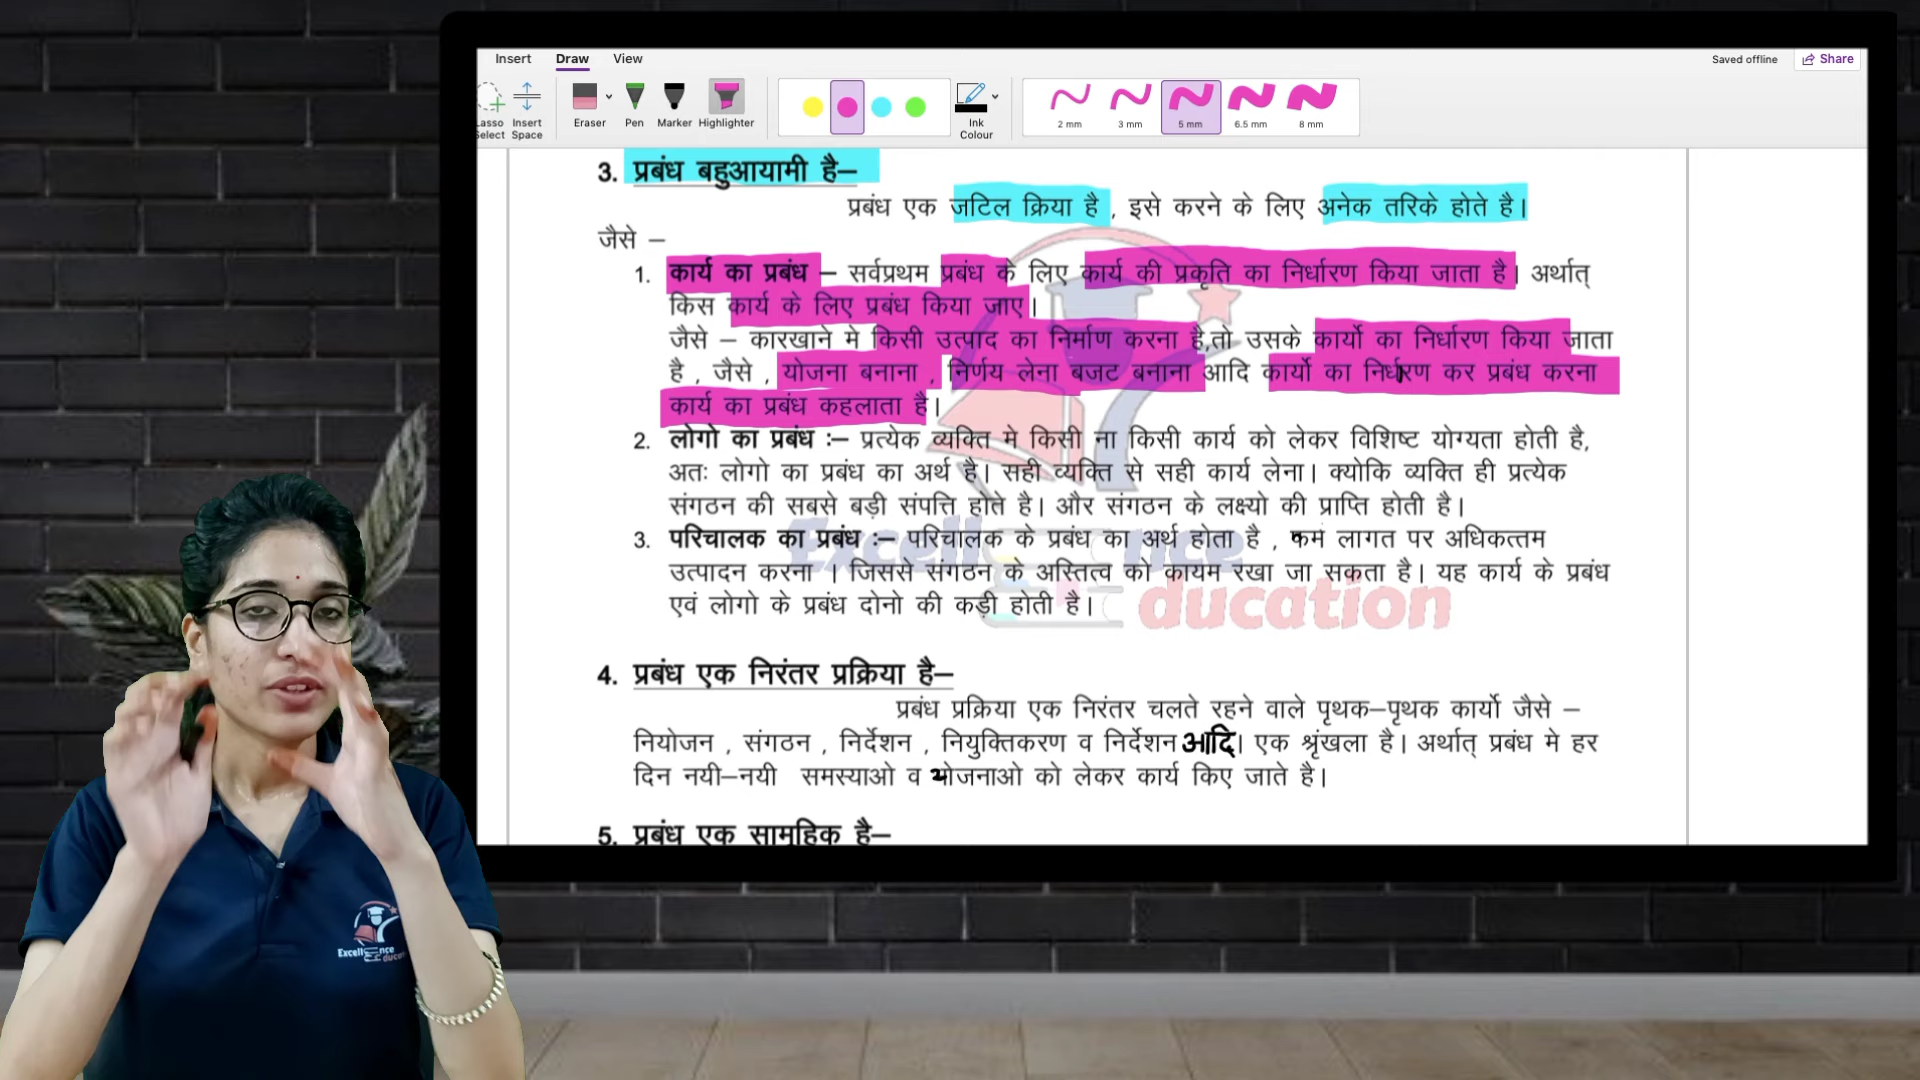 Insert Draw View Saved offline Share
Lasso Select Insert Space Eraser Pen Marker Highlighter Ink Colour 2 mm 3 mm 5 mm 6.5 mm 8 mm
3. प्रबंध बहुआयामी है–
प्रबंध एक जटिल क्रिया है , इसे करने के लिए अनेक तरिके होते है।
जैसे –
1. कार्य का प्रबंध – सर्वप्रथम प्रबंध के लिए कार्य की प्रकृति का निर्धारण किया जाता है। अर्थात्
किस कार्य के लिए प्रबंध किया जाए।
जैसे – कारखाने मे किसी उत्पाद का निर्माण करना है,तो उसके कार्यो का निर्धारण किया जाता
है , जैसे , योजना बनाना , निर्णय लेना बजट बनाना आदि कार्यो का निर्धारण कर प्रबंध करना
कार्य का प्रबंध कहलाता है।
2. लोगो का प्रबंध :– प्रत्येक व्यक्ति मे किसी ना किसी कार्य को लेकर विशिष्ट योग्यता होती है,
अतः लोगो का प्रबंध का अर्थ है। सही व्यक्ति से सही कार्य लेना। क्योकि व्यक्ति ही प्रत्येक
संगठन की सबसे बड़ी संपत्ति होते है। और संगठन के लक्ष्यो की प्राप्ति होती है।
3. परिचालक का प्रबंध :– परिचालक के प्रबंध का अर्थ होता है , कम लागत पर अधिकत्तम
उत्पादन करना । जिससे संगठन के अस्तित्व को कायम रखा जा सकता है। यह कार्य के प्रबंध
एवं लोगो के प्रबंध दोनो की कड़ी होती है।
4. प्रबंध एक निरंतर प्रक्रिया है–
प्रबंध प्रक्रिया एक निरंतर चलते रहने वाले पृथक–पृथक कार्यो जैसे –
नियोजन , संगठन , निर्देशन , नियुक्तिकरण व निर्देशन आदि। एक श्रृंखला है। अर्थात् प्रबंध मे हर
दिन नयी–नयी समस्याओ व योजनाओ को लेकर कार्य किए जाते है।
5. प्रबंध एक सामूहिक है–
Excell nce
ducation
Excell nce